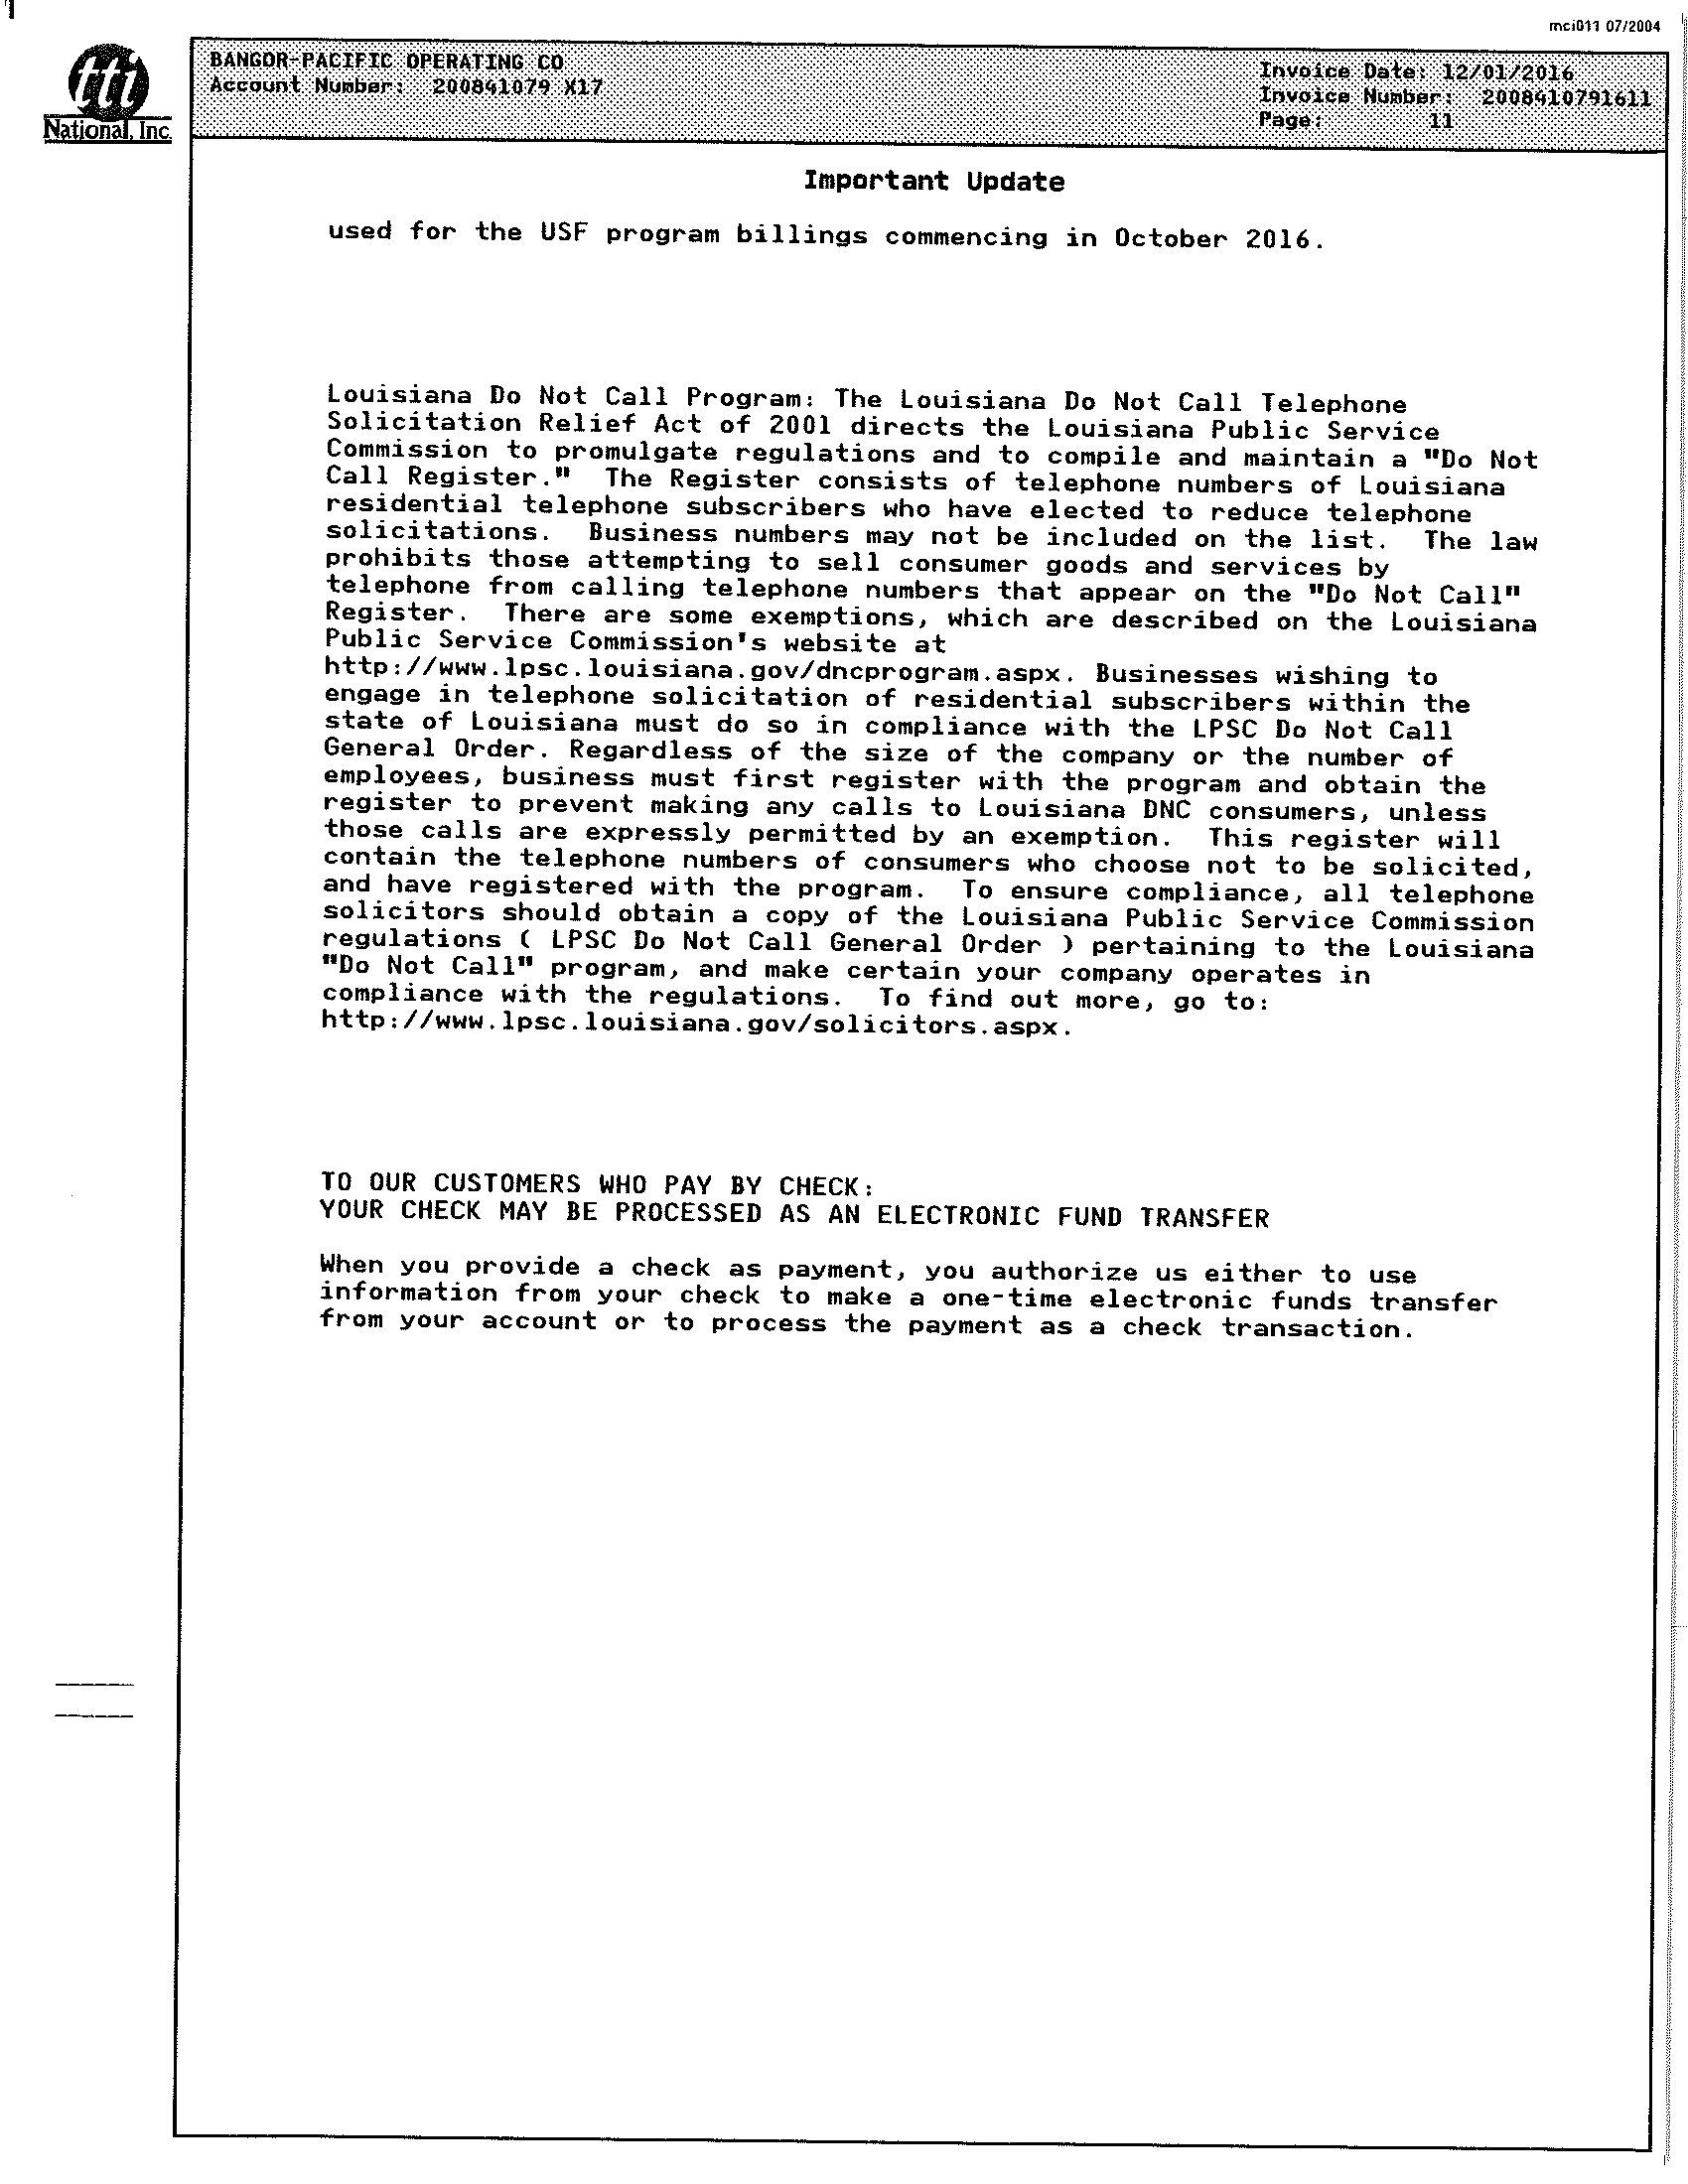 mci011 07/2004
tti
National, Inc.
BANGOR-PACIFIC OPERATING CO
Account Number: 200841079 X17
Invoice Date: 12/01/2016
Invoice Number: 2008410791611
Page: 11
Important Update
used for the USF program billings commencing in October 2016.
Louisiana Do Not Call Program: The Louisiana Do Not Call Telephone
Solicitation Relief Act of 2001 directs the Louisiana Public Service
Commission to promulgate regulations and to compile and maintain a "Do Not
Call Register." The Register consists of telephone numbers of Louisiana
residential telephone subscribers who have elected to reduce telephone
solicitations. Business numbers may not be included on the list. The law
prohibits those attempting to sell consumer goods and services by
telephone from calling telephone numbers that appear on the "Do Not Call"
Register. There are some exemptions, which are described on the Louisiana
Public Service Commission's website at
http://www.lpsc.louisiana.gov/dncprogram.aspx. Businesses wishing to
engage in telephone solicitation of residential subscribers within the
state of Louisiana must do so in compliance with the LPSC Do Not Call
General Order. Regardless of the size of the company or the number of
employees, business must first register with the program and obtain the
register to prevent making any calls to Louisiana DNC consumers, unless
those calls are expressly permitted by an exemption. This register will
contain the telephone numbers of consumers who choose not to be solicited,
and have registered with the program. To ensure compliance, all telephone
solicitors should obtain a copy of the Louisiana Public Service Commission
regulations ( LPSC Do Not Call General Order ) pertaining to the Louisiana
"Do Not Call" program, and make certain your company operates in
compliance with the regulations. To find out more, go to:
http://www.lpsc.louisiana.gov/solicitors.aspx.
TO OUR CUSTOMERS WHO PAY BY CHECK:
YOUR CHECK MAY BE PROCESSED AS AN ELECTRONIC FUND TRANSFER
When you provide a check as payment, you authorize us either to use
information from your check to make a one-time electronic funds transfer
from your account or to process the payment as a check transaction.